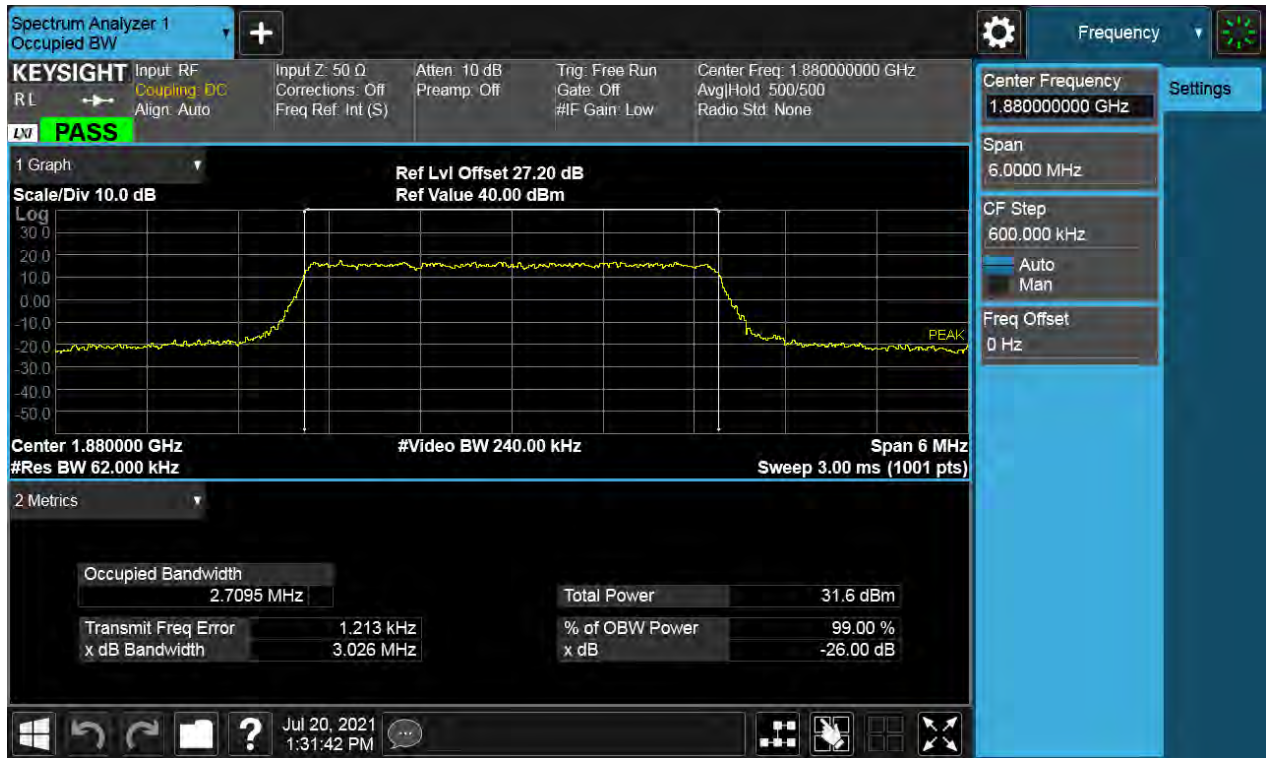 Spectrum Analyzer 1
Occupied BW
+
Frequency
KEYSIGHT
RL
LXI
PASS
Input: RF
Coupling: DC
Align: Auto
Input Z: 50 Ω
Corrections: Off
Freq Ref: Int (S)
Atten: 10 dB
Preamp: Off
Trig: Free Run
Gate: Off
#IF Gain: Low
Center Freq: 1.880000000 GHz
Avg|Hold: 500/500
Radio Std: None
1 Graph
Scale/Div 10.0 dB
Ref Lvl Offset 27.20 dB
Ref Value 40.00 dBm
Log
30.0
20.0
10.0
0.00
-10.0
-20.0
-30.0
-40.0
-50.0
PEAK
Center 1.880000 GHz
#Video BW 240.00 kHz
Span 6 MHz
#Res BW 62.000 kHz
Sweep 3.00 ms (1001 pts)
2 Metrics
Occupied Bandwidth
2.7095 MHz
Total Power 31.6 dBm
Transmit Freq Error 1.213 kHz
% of OBW Power 99.00 %
x dB Bandwidth 3.026 MHz
x dB -26.00 dB
?
Jul 20, 2021
1:31:42 PM
Center Frequency
1.880000000 GHz
Settings
Span
6.0000 MHz
CF Step
600.000 kHz
Auto
Man
Freq Offset
0 Hz